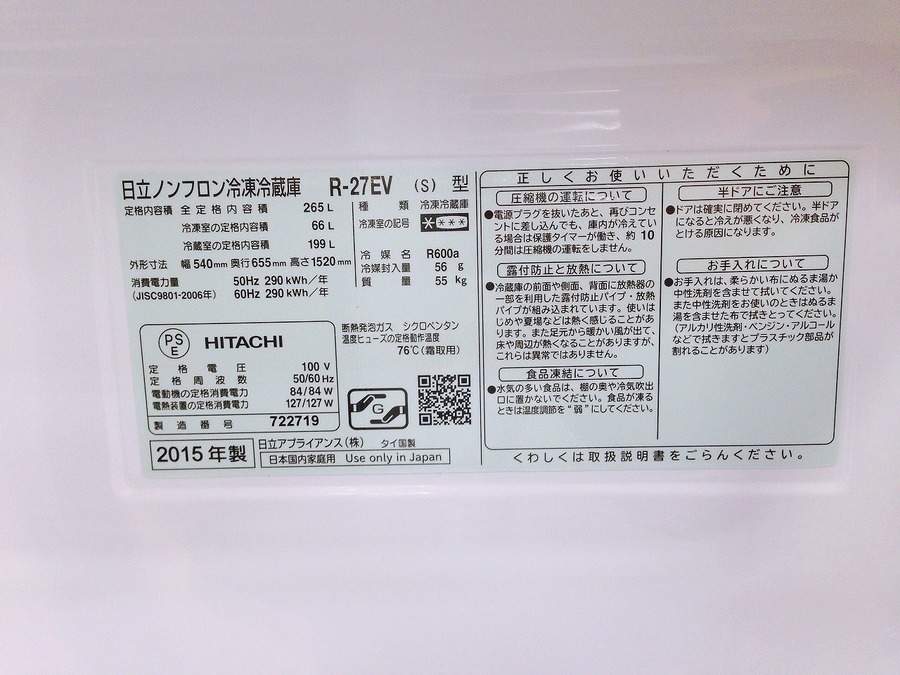 日立ノンフロン冷凍冷蔵庫 R-27EV (S) 型
定格内容積 全定格内容積 265 L
冷凍室の定格内容積 66 L
冷蔵室の定格内容積 199 L
外形寸法 幅540mm 奥行655mm 高さ1520mm
消費電力量 50Hz 290kWh/年
(JISC9801-2006年) 60Hz 290kWh/年
種類 冷凍冷蔵庫
冷凍室の記号 ****
冷媒名 R600a
冷媒封入量 56 g
質量 55 kg
PSE HITACHI
定格電圧 100 V
定格周波数 50/60 Hz
電動機の定格消費電力 84/84 W
電熱装置の定格消費電力 127/127 W
製造番号 722719
断熱発泡ガス シクロペンタン
温度ヒューズの定格動作温度
76℃(霜取用)
G
2015年製
日立アプライアンス(株) タイ国製
日本国内家庭用 Use only in Japan
正しくお使いいただくために
圧縮機の運転について
●電源プラグを抜いたあと、再びコンセ
ントに差し込んでも、庫内が冷えてい
る場合は保護タイマーが働き、約10
分間は圧縮機の運転をしません。
露付防止と放熱について
●冷蔵庫の前面や側面、背面に放熱器の
一部を利用した露付防止パイプ・放熱
パイプが組み込まれています。使いは
じめや夏場などは熱く感じることがあ
ります。また足元から暖かい風が出て、
床や周辺が熱くなることがありますが、
これらは異常ではありません。
食品凍結について
●水気の多い食品は、棚の奥や冷気吹出
口に置かないでください。食品が凍る
ときは温度調節を“弱”にしてください。
半ドアにご注意
●ドアは確実に閉めてください。半ドア
になると冷えが悪くなり、冷凍食品が
とける原因になります。
お手入れについて
●お手入れは、柔らかい布にぬるま湯か
中性洗剤を含ませて拭いてください。
また中性洗剤をお使いのときはぬるま
湯を含ませた布で拭きとってください。
(アルカリ性洗剤・ベンジン・アルコール
などで拭きますとプラスチック部品が
割れることがあります)
くわしくは取扱説明書をごらんください。